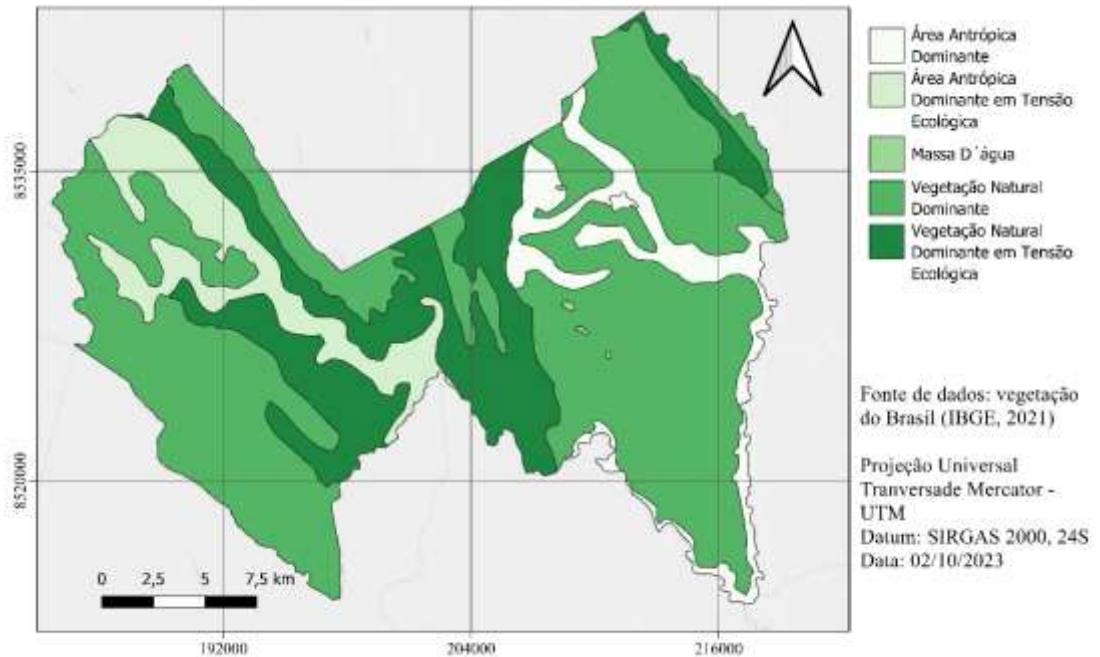 Área Antrópica
Dominante
Área Antrópica
Dominante em Tensão
Ecológica
Massa D´água
Vegetação Natural
Dominante
Vegetação Natural
Dominante em Tensão
Ecológica
8535000
8520000
0 2,5 5 7,5 km
192000 204000 216000
Fonte de dados: vegetação
do Brasil (IBGE, 2021)
Projeção Universal
Tranversade Mercator -
UTM
Datum: SIRGAS 2000, 24S
Data: 02/10/2023